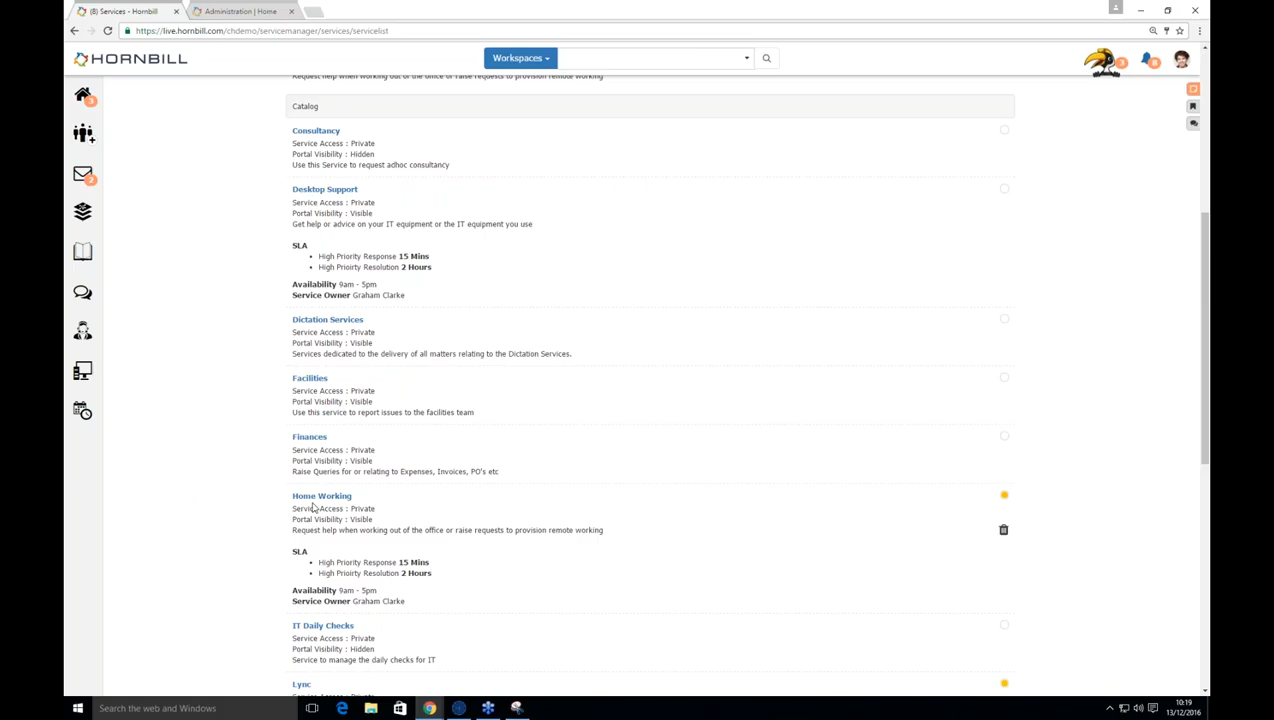 (8) Services - Hornbill
Administration | Home
https://live.hornbill.com/chdemo/servicemanager/services/servicelist
HORNBILL
Workspaces
3
8
3
2
Request help when working out of the office or raise requests to provision remote working
Catalog
Consultancy
Service Access : Private
Portal Visibility : Hidden
Use this Service to request adhoc consultancy
Desktop Support
Service Access : Private
Portal Visibility : Visible
Get help or advice on your IT equipment or the IT equipment you use
SLA
High Priority Response 15 Mins
High Prioirty Resolution 2 Hours
Availability 9am - 5pm
Service Owner Graham Clarke
Dictation Services
Service Access : Private
Portal Visibility : Visible
Services dedicated to the delivery of all matters relating to the Dictation Services.
Facilities
Service Access : Private
Portal Visibility : Visible
Use this service to report issues to the facilities team
Finances
Service Access : Private
Portal Visibility : Visible
Raise Queries for or relating to Expenses, Invoices, PO's etc
Home Working
Service Access : Private
Portal Visibility : Visible
Request help when working out of the office or raise requests to provision remote working
SLA
High Priority Response 15 Mins
High Prioirty Resolution 2 Hours
Availability 9am - 5pm
Service Owner Graham Clarke
IT Daily Checks
Service Access : Private
Portal Visibility : Hidden
Service to manage the daily checks for IT
Lync
Search the web and Windows
10:19
13/12/2016